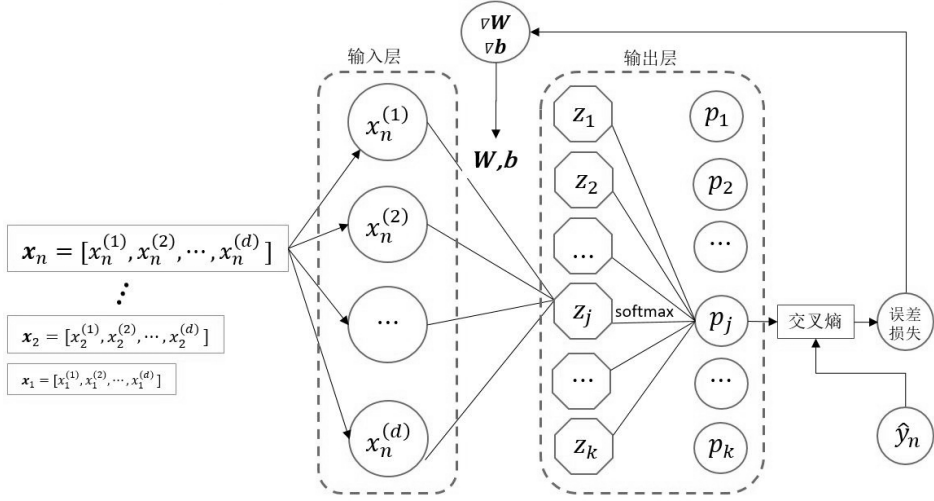 ∇W
∇b
W,b
输入层
输出层
x_n^{(1)}
x_n^{(2)}
...
x_n^{(d)}
x_n = [x_n^{(1)}, x_n^{(2)}, ⋯, x_n^{(d)}]
⋮
x_2 = [x_2^{(1)}, x_2^{(2)}, ⋯, x_2^{(d)}]
x_1 = [x_1^{(1)}, x_1^{(2)}, ⋯, x_1^{(d)}]
z_1
z_2
...
z_j
...
z_k
softmax
p_1
p_2
...
p_j
...
p_k
交叉熵
误差
损失
ŷ_n